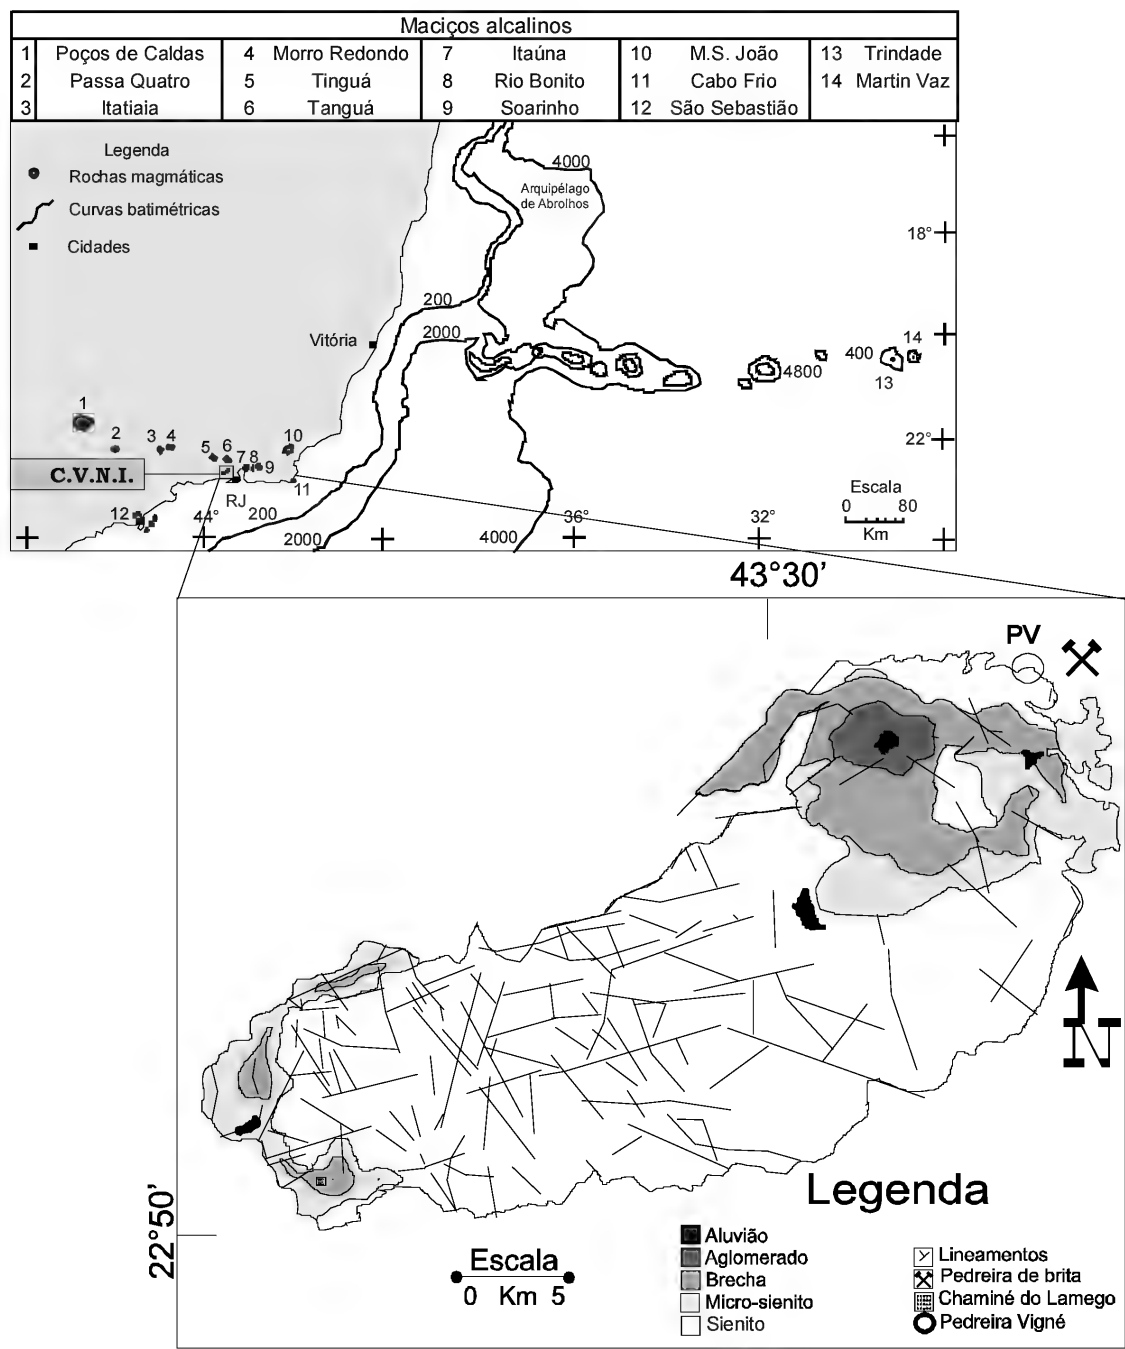 Maciços alcalinos
1 Poços de Caldas 4 Morro Redondo 7 Itaúna 10 M.S. João 13 Trindade
2 Passa Quatro 5 Tinguá 8 Rio Bonito 11 Cabo Frio 14 Martin Vaz
3 Itatiaia 6 Tanguá 9 Soarinho 12 São Sebastião
Legenda
Rochas magmáticas
Curvas batimétricas
Cidades
4000
Arquipélago
de Abrolhos
18°
200
2000
Vitória
14
400
4800
13
1
2 3 4 5 6 7 8 9 10
22°
C.V.N.I.
RJ
11
Escala
0 80
Km
12
44° 200
36° 32°
2000
4000
43°30’
PV
N
22°50’
Legenda
Escala
0 Km 5
Aluvião
Aglomerado
Brecha
Micro-sienito
Sienito
Lineamentos
Pedreira de brita
Chaminé do Lamego
Pedreira Vigné